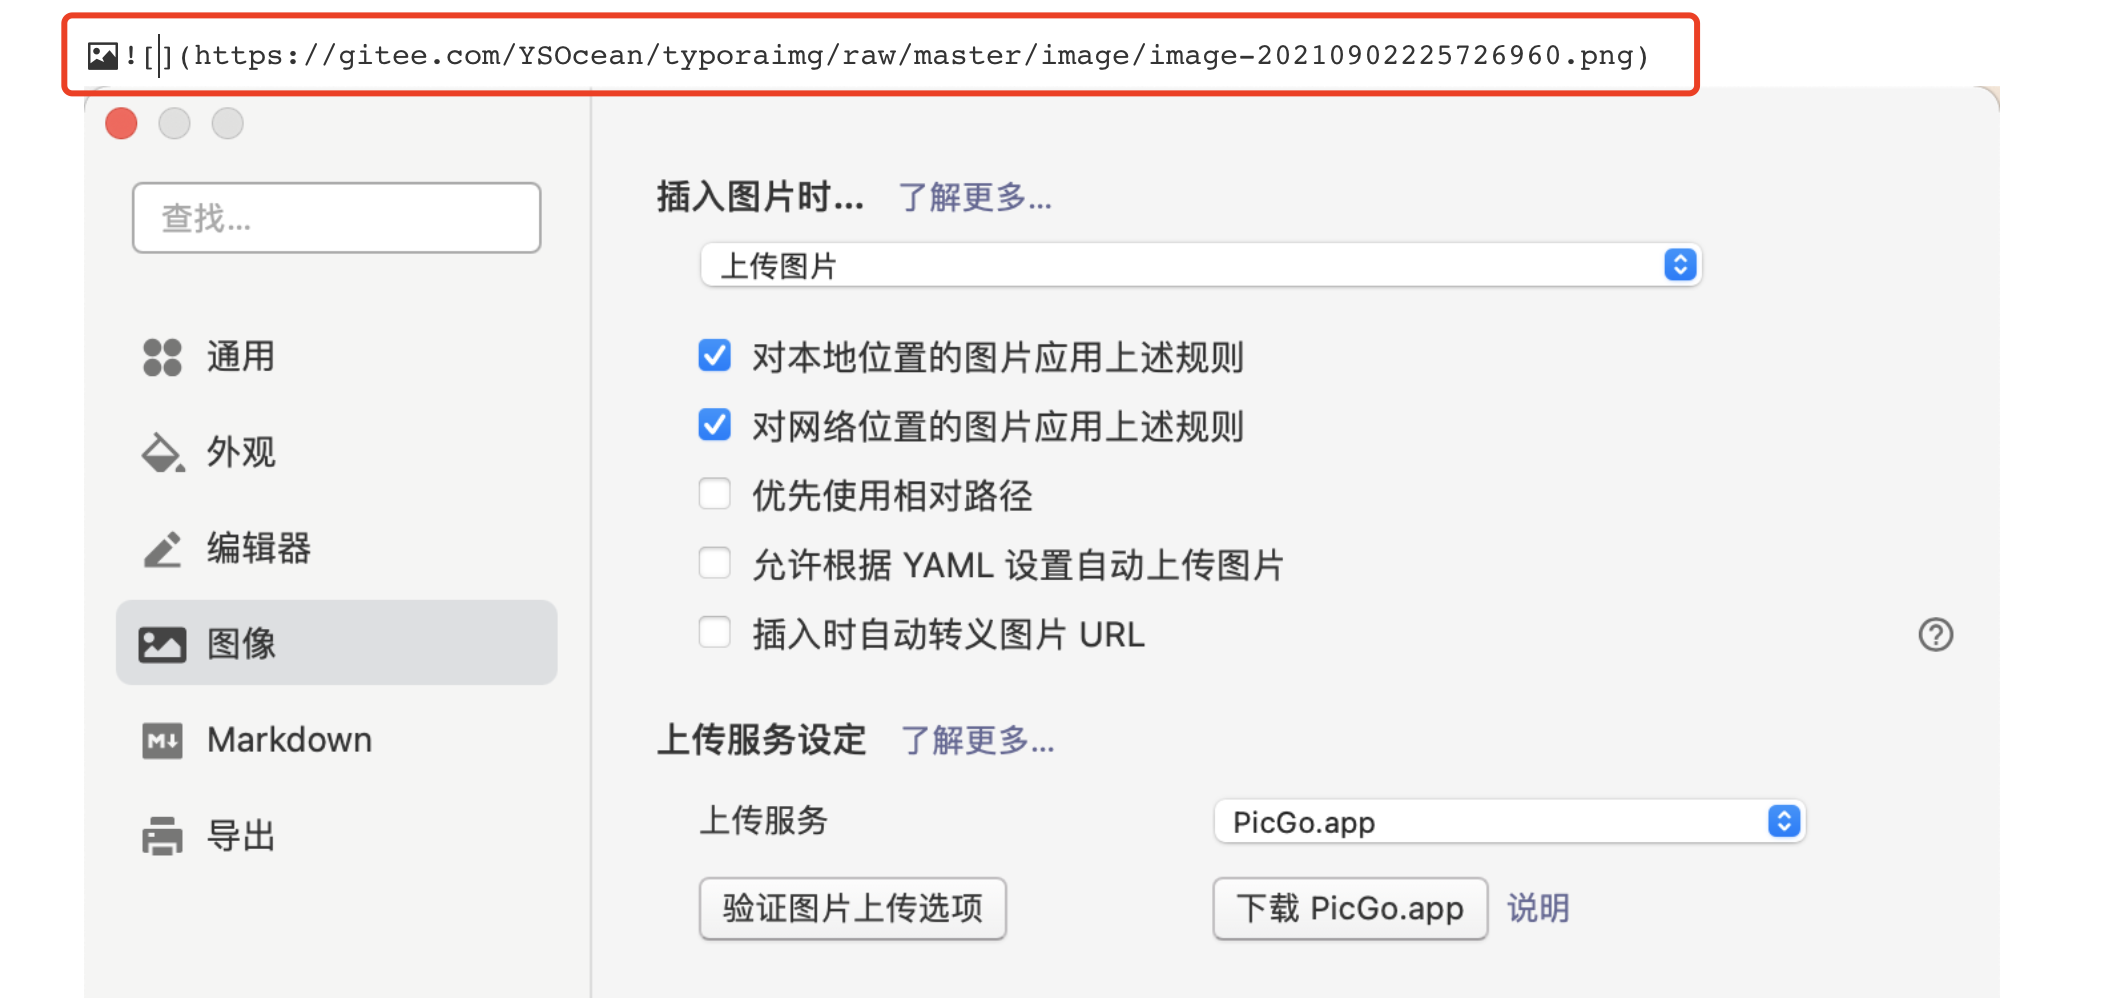 ![](https://gitee.com/YSOcean/typoraimg/raw/master/image/image-20210902225726960.png)
查找...
通用
外观
编辑器
图像
Markdown
导出
插入图片时... 了解更多...
上传图片
对本地位置的图片应用上述规则
对网络位置的图片应用上述规则
优先使用相对路径
允许根据 YAML 设置自动上传图片
插入时自动转义图片 URL
上传服务设定 了解更多...
上传服务 PicGo.app
验证图片上传选项 下载 PicGo.app 说明